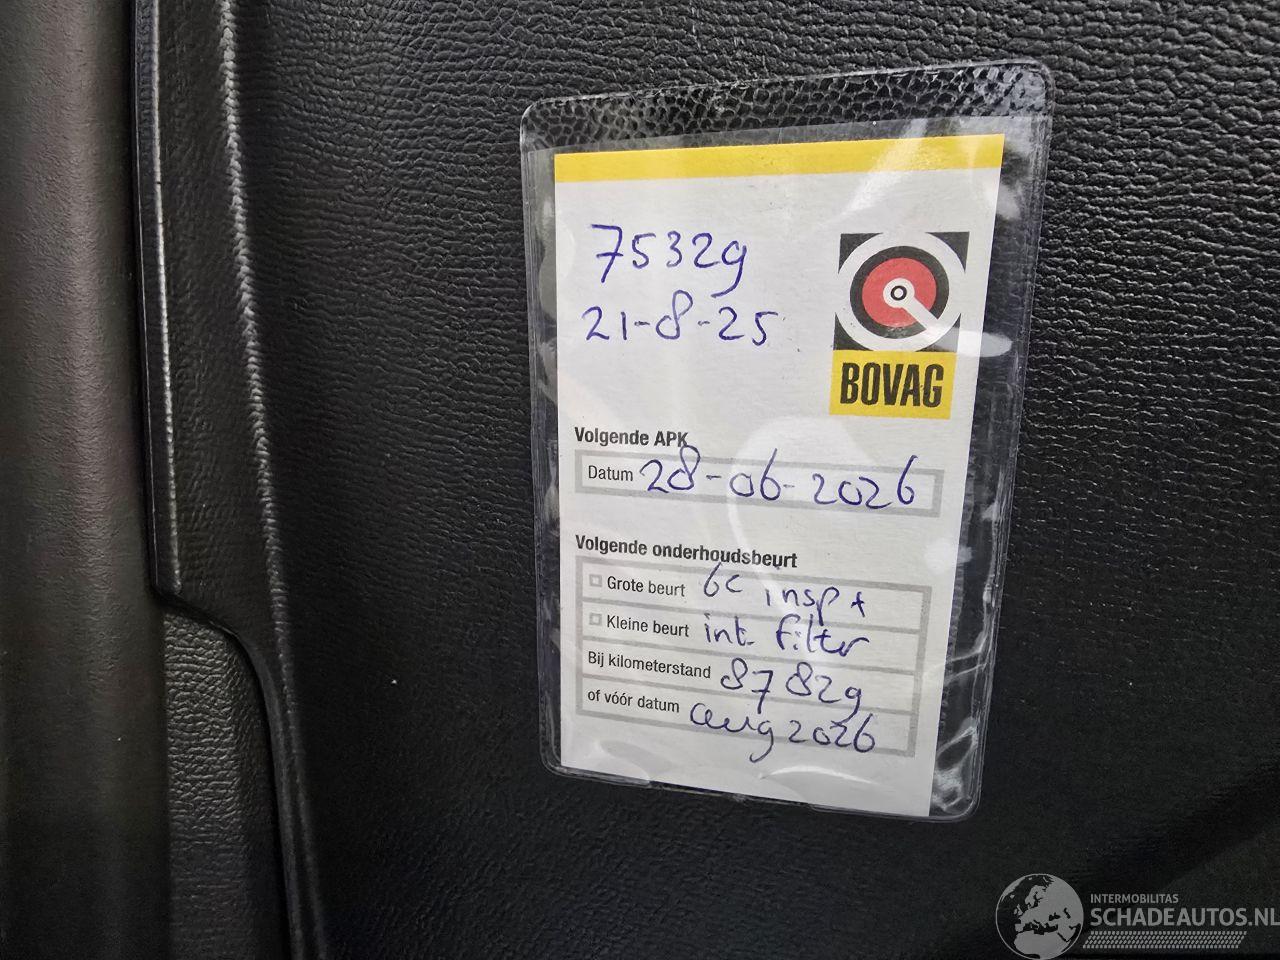 75329
21-8-25
BOVAG
Volgende APK
Datum 28-06-2026
Volgende onderhoudsbeurt
Grote beurt 6c insp +
Kleine beurt int. filter
Bij kilometerstand 87829
of vóór datum aug 2026
INTERMOBILITAS
SCHADEAUTOS.NL